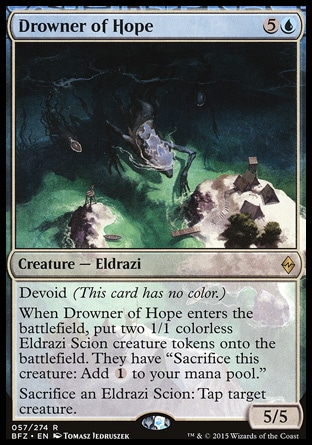 Drowner of Hope 5
Creature — Eldrazi
Devoid (This card has no color.)
When Drowner of Hope enters the
battlefield, put two 1/1 colorless
Eldrazi Scion creature tokens onto the
battlefield. They have “Sacrifice this
creature: Add 1 to your mana pool.”
Sacrifice an Eldrazi Scion: Tap target
creature.
5/5
057/274 R
BFZ • EN Tomasz Jedruszek
™ & © 2015 Wizards of the Coast